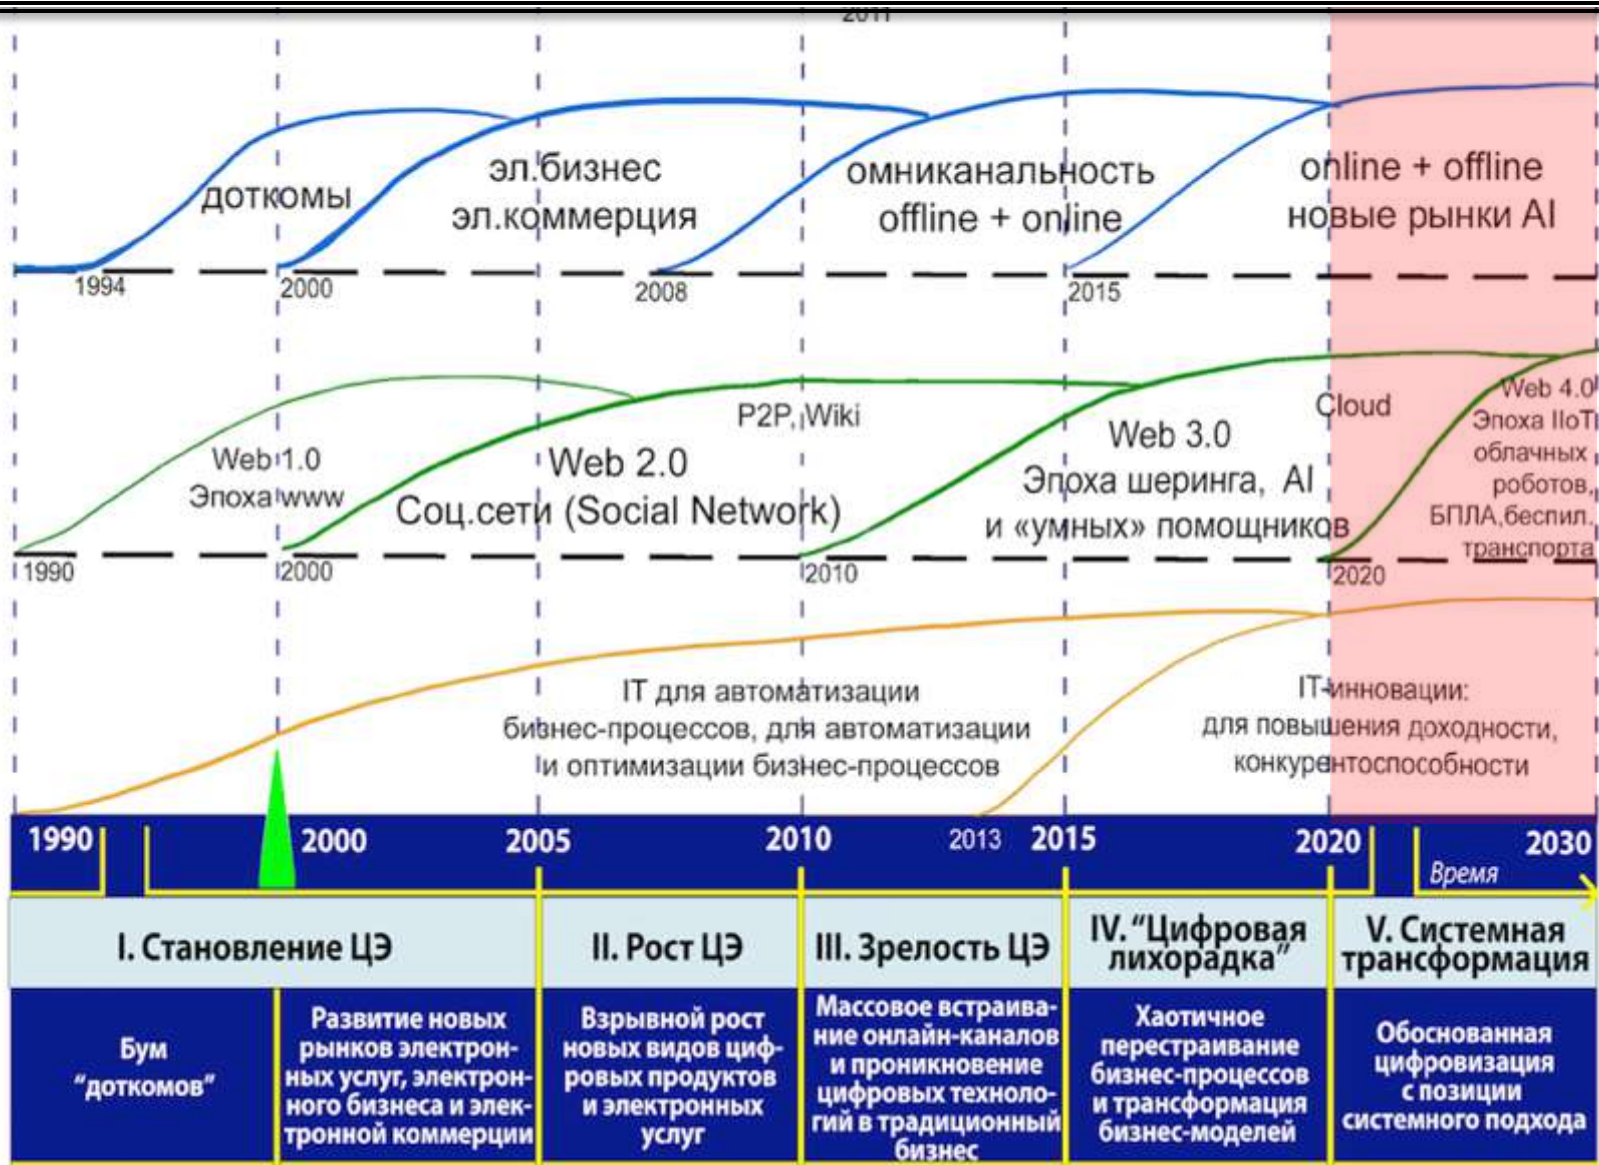 2011
эл.бизнес
эл.коммерция
доткомы
омниканальность
offline + online
online + offline
новые рынки AI
1994
2000
2008
2015
Web 1.0
Эпоха www
P2P, Wiki
Web 2.0
Соц.сети (Social Network)
Web 3.0
Эпоха шеринга, AI
и «умных» помощников
Cloud
Web 4.0
Эпоха IIoT
облачных
роботов,
БПЛА,беспил.
транспорта
1990
2000
2010
2020
IT для автоматизации
бизнес-процессов, для автоматизации
и оптимизации бизнес-процессов
IT-инновации:
для повышения доходности,
конкурентоспособности
1990
2000
2005
2010
2013
2015
2020
2030
Время
I. Становление ЦЭ
II. Рост ЦЭ
III. Зрелость ЦЭ
IV. “Цифровая
лихорадка”
V. Системная
трансформация
Бум
“доткомов”
Развитие новых
рынков электрон-
ных услуг, электрон-
ного бизнеса и элек-
тронной коммерции
Взрывной рост
новых видов циф-
ровых продуктов
и электронных
услуг
Массовое встраива-
ние онлайн-каналов
и проникновение
цифровых техноло-
гий в традиционный
бизнес
Хаотичное
перестраивание
бизнес-процессов
и трансформация
бизнес-моделей
Обоснованная
цифровизация
с позиции
системного подхода